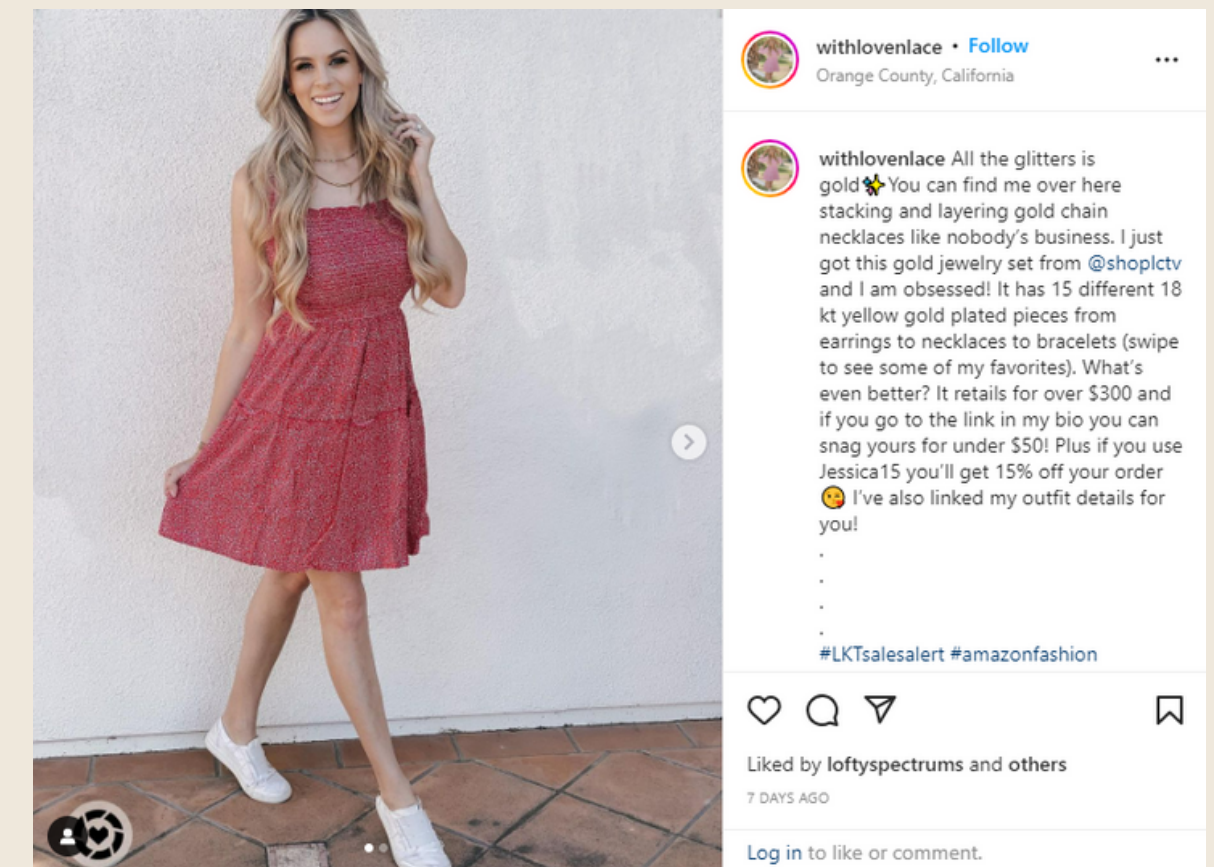 withlovenlace • Follow
Orange County, California
withlovenlace All the glitters is
gold✨You can find me over here
stacking and layering gold chain
necklaces like nobody's business. I just
got this gold jewelry set from @shoplctv
and I am obsessed! It has 15 different 18
kt yellow gold plated pieces from
earrings to necklaces to bracelets (swipe
to see some of my favorites). What's
even better? It retails for over $300 and
if you go to the link in my bio you can
snag yours for under $50! Plus if you use
Jessica15 you'll get 15% off your order
😘 I've also linked my outfit details for
you!
.
.
.
.
#LKTsalesalert #amazonfashion
Liked by loftyspectrums and others
7 DAYS AGO
Log in to like or comment.